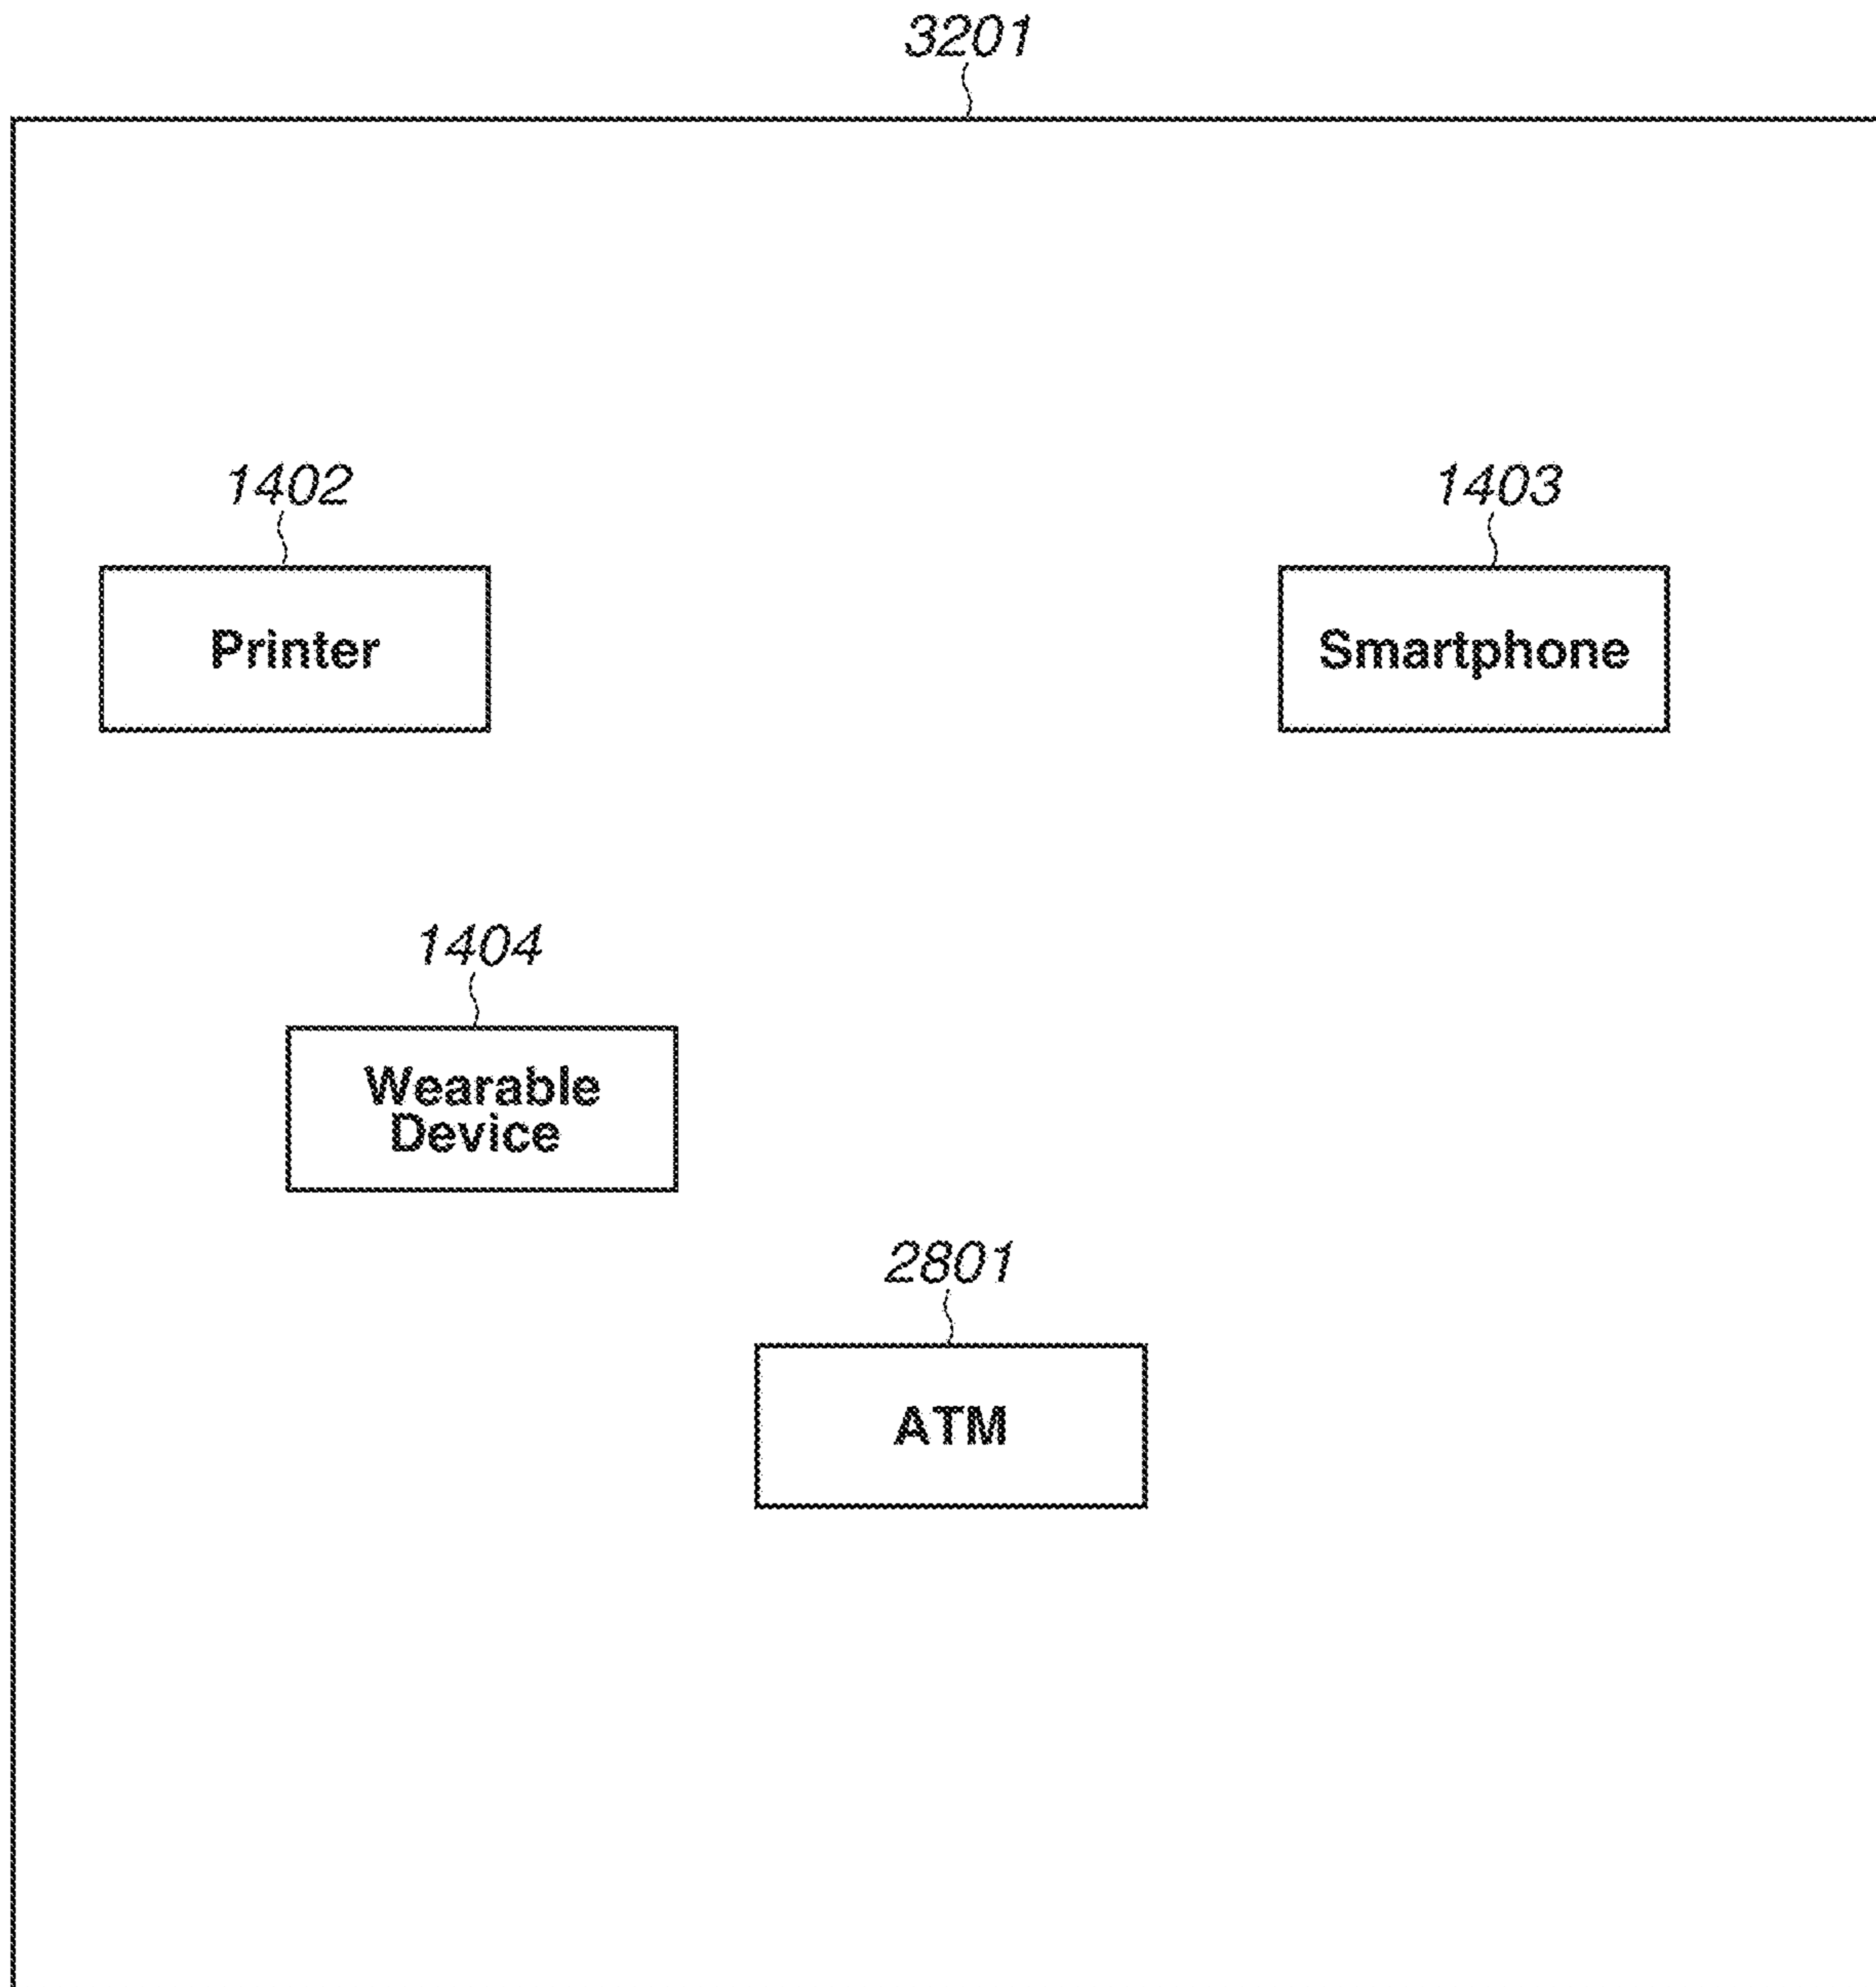 3201
1402
1403
Printer
Smartphone
1404
Wearable
Device
2801
ATM